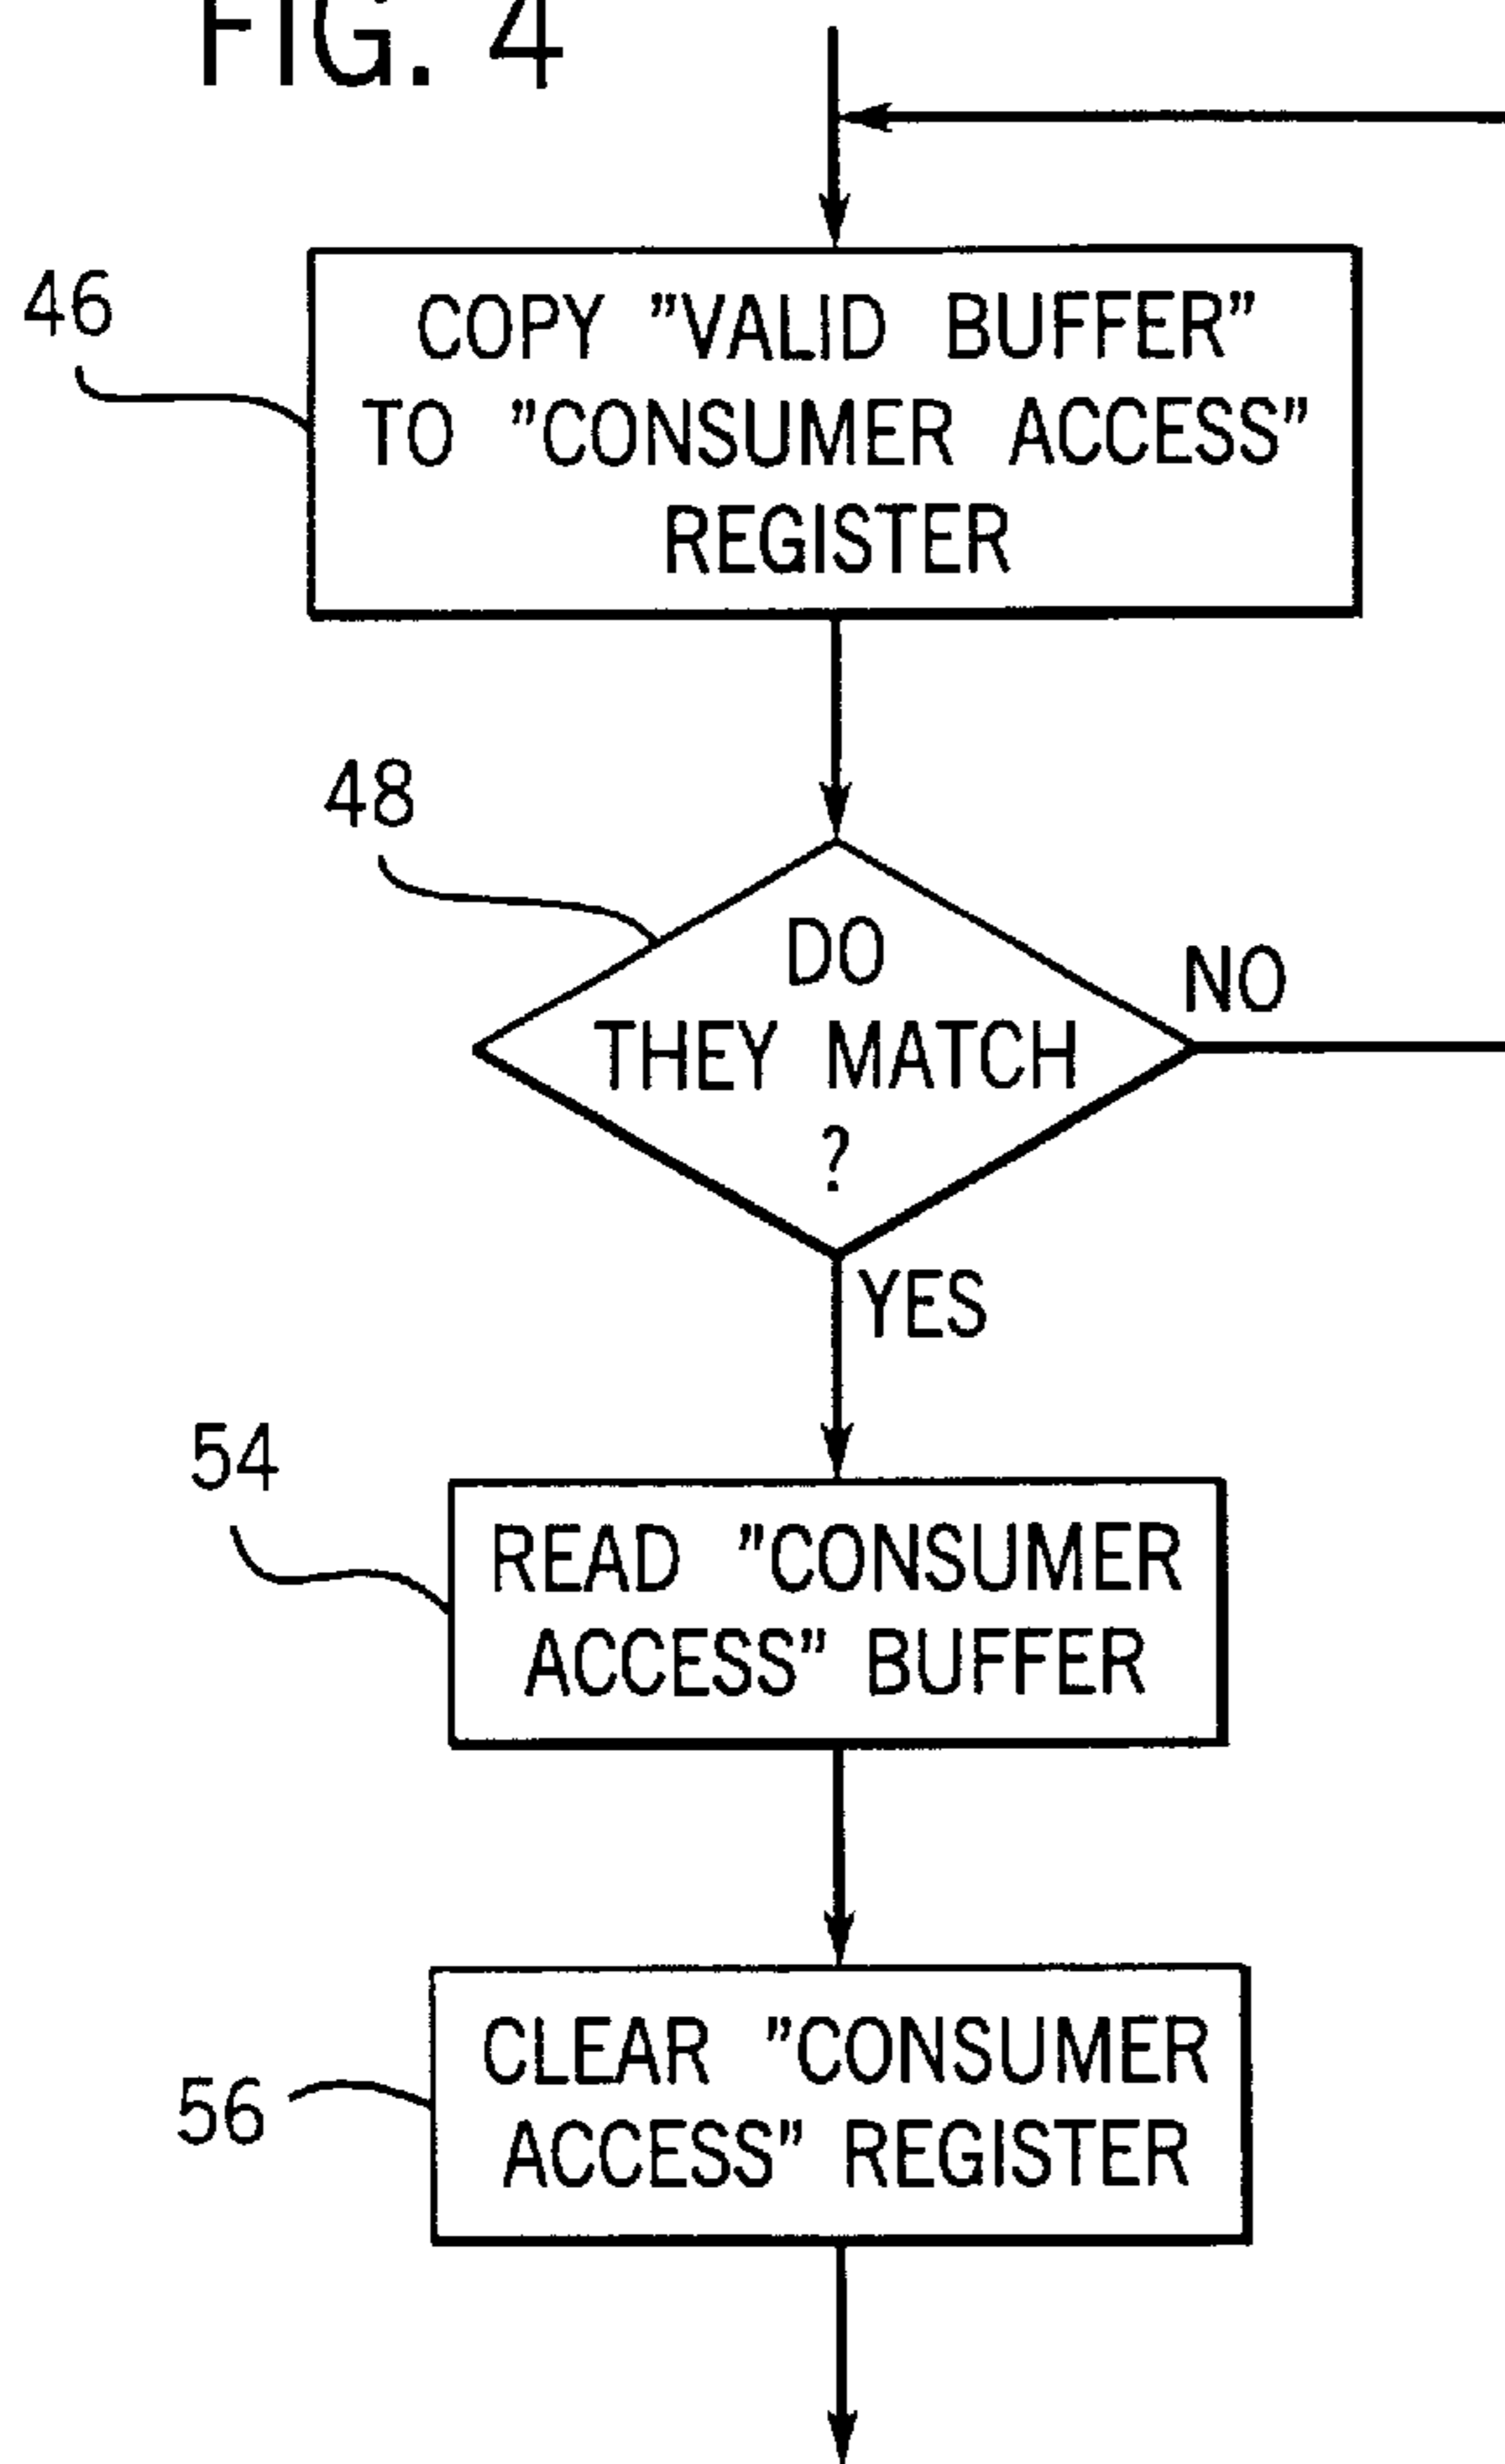 FIG. 4
46
COPY "VALID BUFFER"
TO "CONSUMER ACCESS"
REGISTER
48
DO
THEY MATCH
?
NO
YES
54
READ "CONSUMER
ACCESS" BUFFER
56
CLEAR "CONSUMER
ACCESS" REGISTER